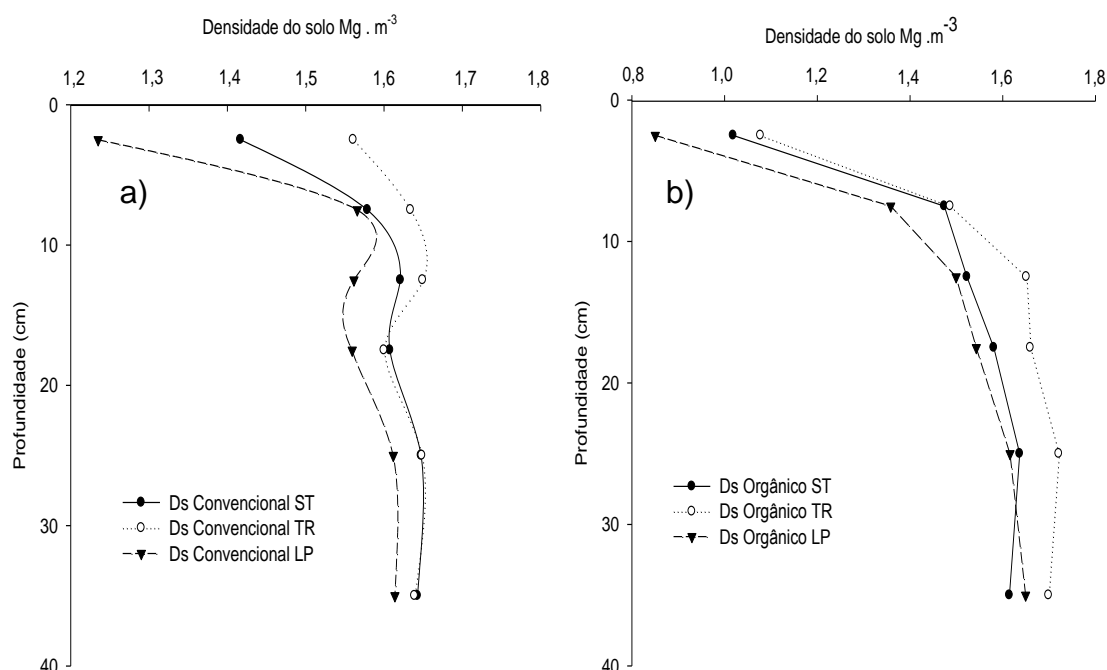 Densidade do solo Mg . m-3
1,2 1,3 1,4 1,5 1,6 1,7 1,8
0
10
20
30
40
Profundidade (cm)
a)
Ds Convencional ST
Ds Convencional TR
Ds Convencional LP
Densidade do solo Mg .m-3
0,8 1,0 1,2 1,4 1,6 1,8
0
10
20
30
40
Profundidade (cm)
b)
Ds Orgânico ST
Ds Orgânico TR
Ds Orgânico LP